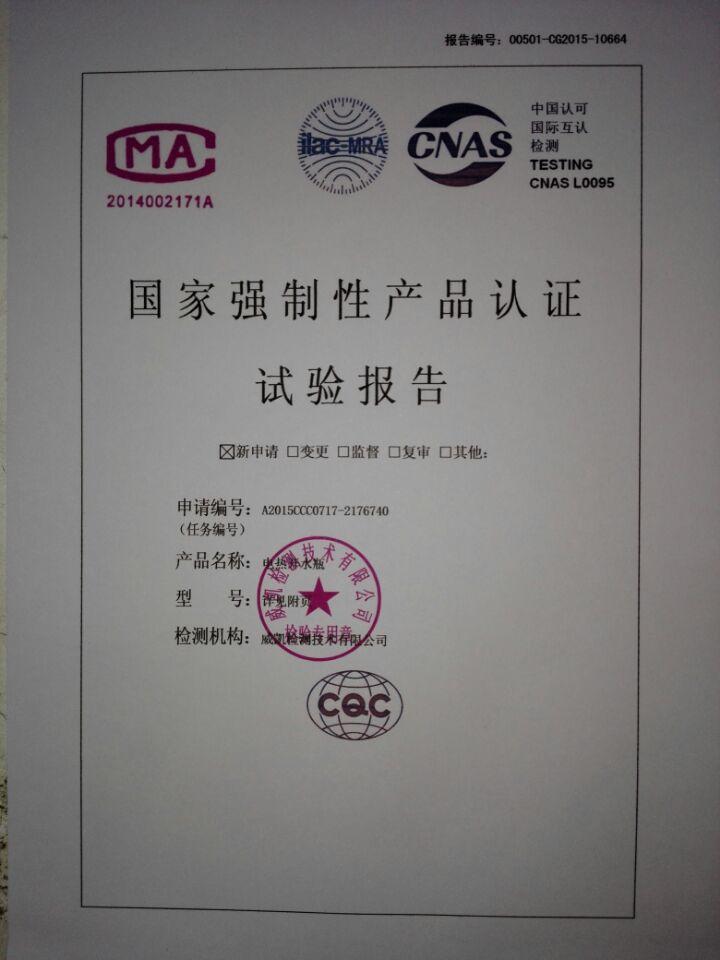 报告编号：00501-CG2015-10664
CMA
2014002171A
ilac-MRA
CNAS
中国认可
国际互认
检测
TESTING
CNAS L0095
国家强制性产品认证
试验报告
☒新申请 □变更 □监督 □复审 □其他：
申请编号：A2015CCC0717-2176740
（任务编号）
产品名称：电热开水瓶
型 号：详见附页
检测机构：威凯检测技术有限公司
威凯检测技术有限公司
检验专用章
CQC